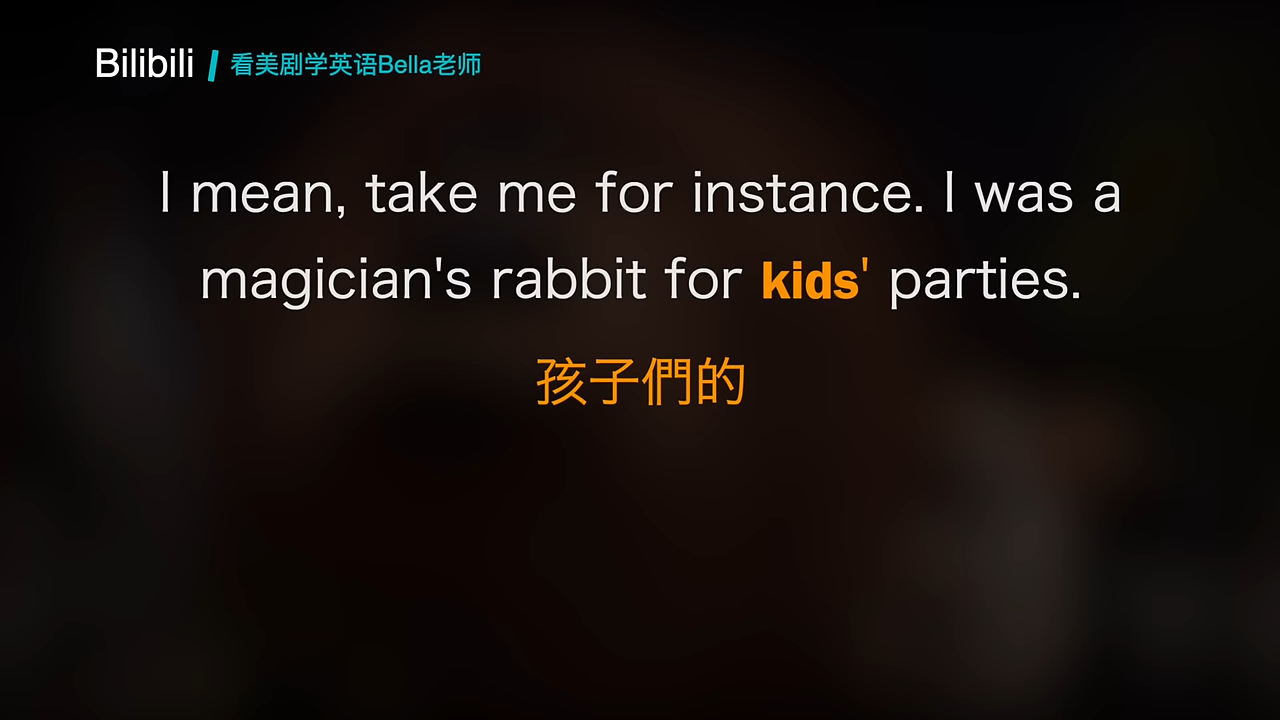 Bilibili / 看美剧学英语Bella老师
I mean, take me for instance. I was a
magician's rabbit for kids' parties.
孩子們的